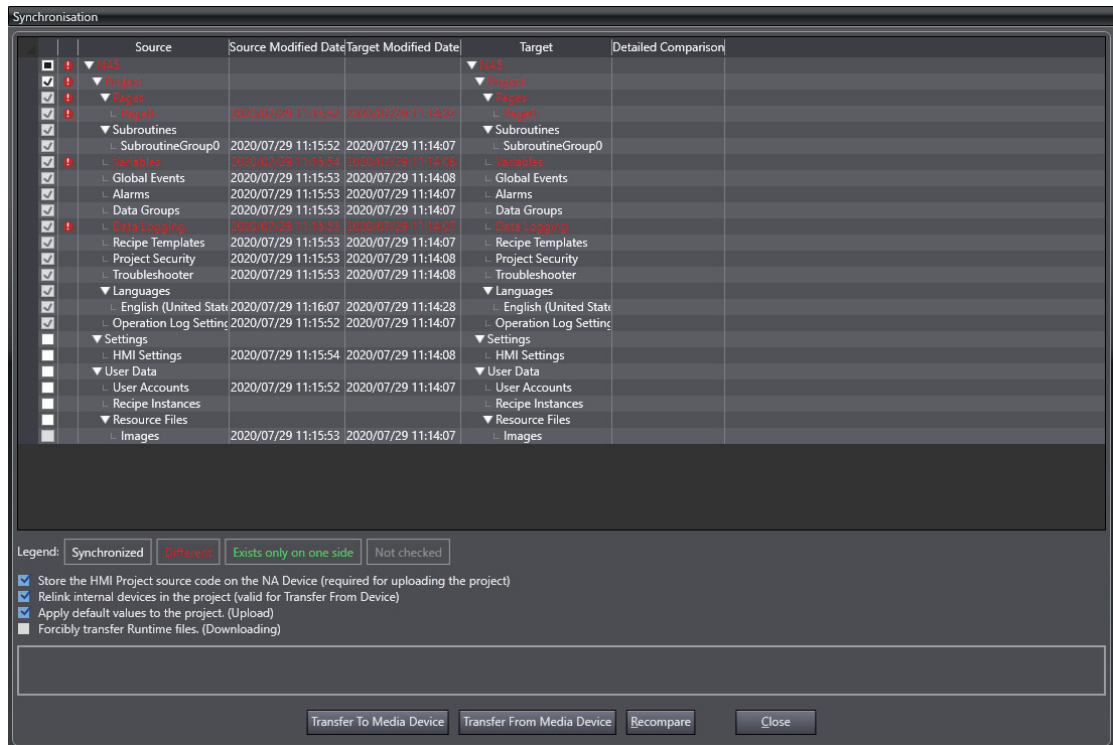 Synchronisation
Source Source Modified Date Target Modified Date Target Detailed Comparison
NAS NAS
Project Project
Pages Pages
Page0 2020/07/29 11:15:52 2020/07/29 11:14:07 Page0
Subroutines Subroutines
SubroutineGroup0 2020/07/29 11:15:52 2020/07/29 11:14:07 SubroutineGroup0
Variables 2020/07/29 11:15:54 2020/07/29 11:14:08 Variables
Global Events 2020/07/29 11:15:53 2020/07/29 11:14:08 Global Events
Alarms 2020/07/29 11:15:53 2020/07/29 11:14:07 Alarms
Data Groups 2020/07/29 11:15:53 2020/07/29 11:14:07 Data Groups
Data Logging 2020/07/29 11:15:53 2020/07/29 11:14:07 Data Logging
Recipe Templates 2020/07/29 11:15:53 2020/07/29 11:14:07 Recipe Templates
Project Security 2020/07/29 11:15:53 2020/07/29 11:14:08 Project Security
Troubleshooter 2020/07/29 11:15:53 2020/07/29 11:14:08 Troubleshooter
Languages Languages
English (United State 2020/07/29 11:16:07 2020/07/29 11:14:28 English (United State
Operation Log Setting 2020/07/29 11:15:52 2020/07/29 11:14:07 Operation Log Setting
Settings Settings
HMI Settings 2020/07/29 11:15:54 2020/07/29 11:14:08 HMI Settings
User Data User Data
User Accounts 2020/07/29 11:15:52 2020/07/29 11:14:07 User Accounts
Recipe Instances Recipe Instances
Resource Files Resource Files
Images 2020/07/29 11:15:53 2020/07/29 11:14:07 Images
Legend: Synchronized Different Exists only on one side Not checked
Store the HMI Project source code on the NA Device (required for uploading the project)
Relink internal devices in the project (valid for Transfer From Device)
Apply default values to the project. (Upload)
Forcibly transfer Runtime files. (Downloading)
Transfer To Media Device Transfer From Media Device Recompare Close